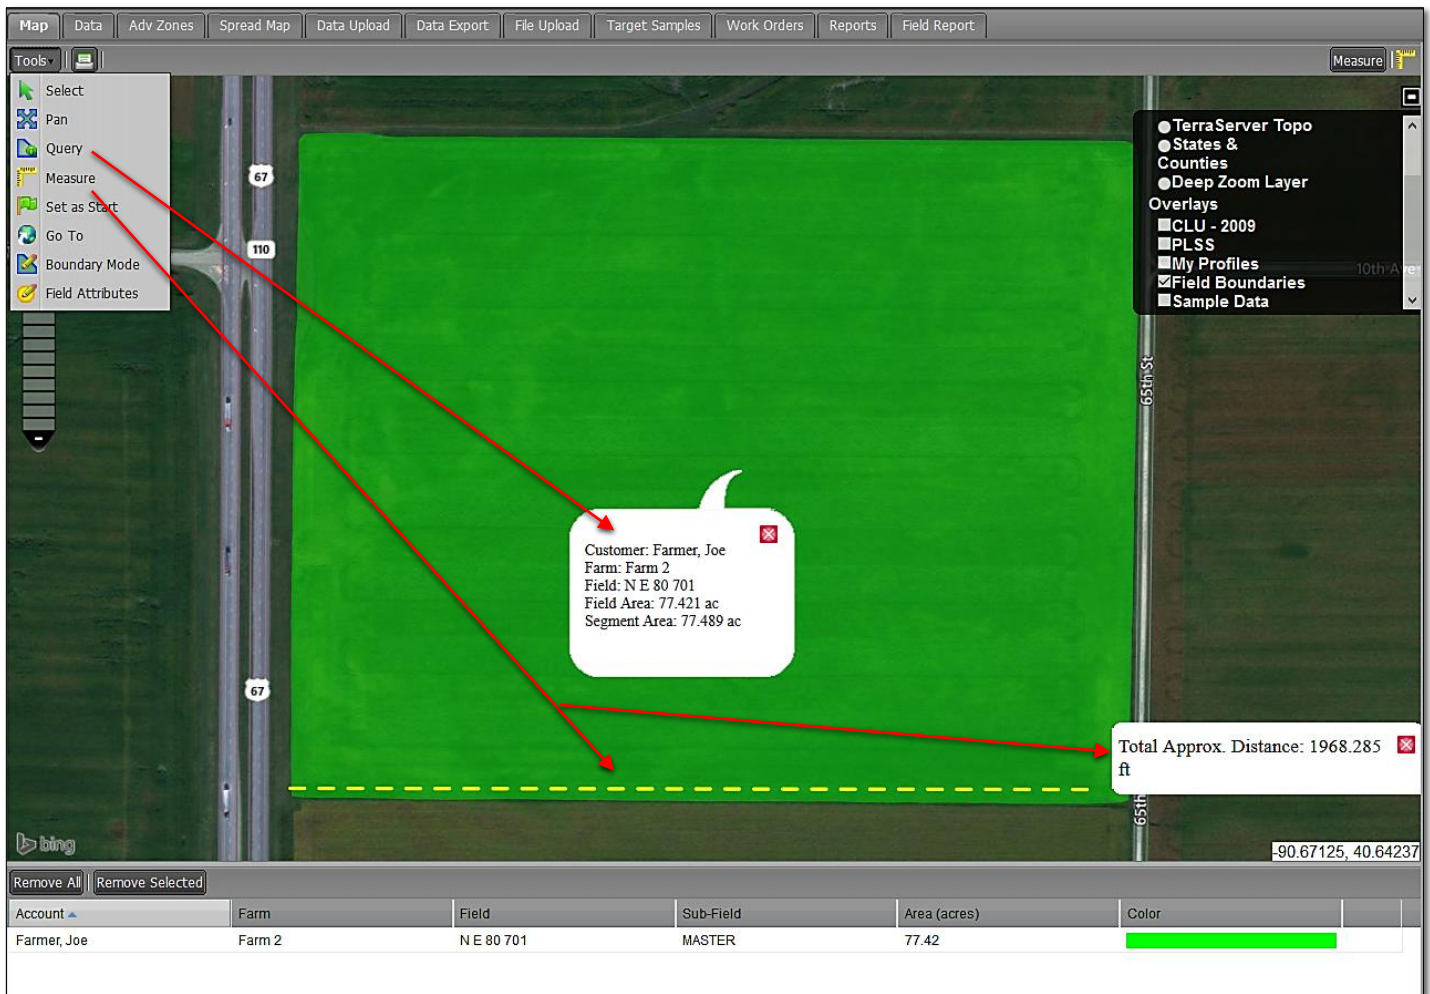 Map Data Adv Zones Spread Map Data Upload Data Export File Upload Target Samples Work Orders Reports Field Report
Tools Measure
Select
Pan
Query
Measure
Set as Start
Go To
Boundary Mode
Field Attributes
67
110
67
TerraServer Topo
States &
Counties
Deep Zoom Layer
Overlays
CLU - 2009
PLSS
My Profiles
Field Boundaries
Sample Data
10th Ave
65th St
Customer: Farmer, Joe
Farm: Farm 2
Field: N E 80 701
Field Area: 77.421 ac
Segment Area: 77.489 ac
Total Approx. Distance: 1968.285
ft
65th
bing
-90.67125, 40.64237
Remove All Remove Selected
Account Farm Field Sub-Field Area (acres) Color
Farmer, Joe Farm 2 N E 80 701 MASTER 77.42